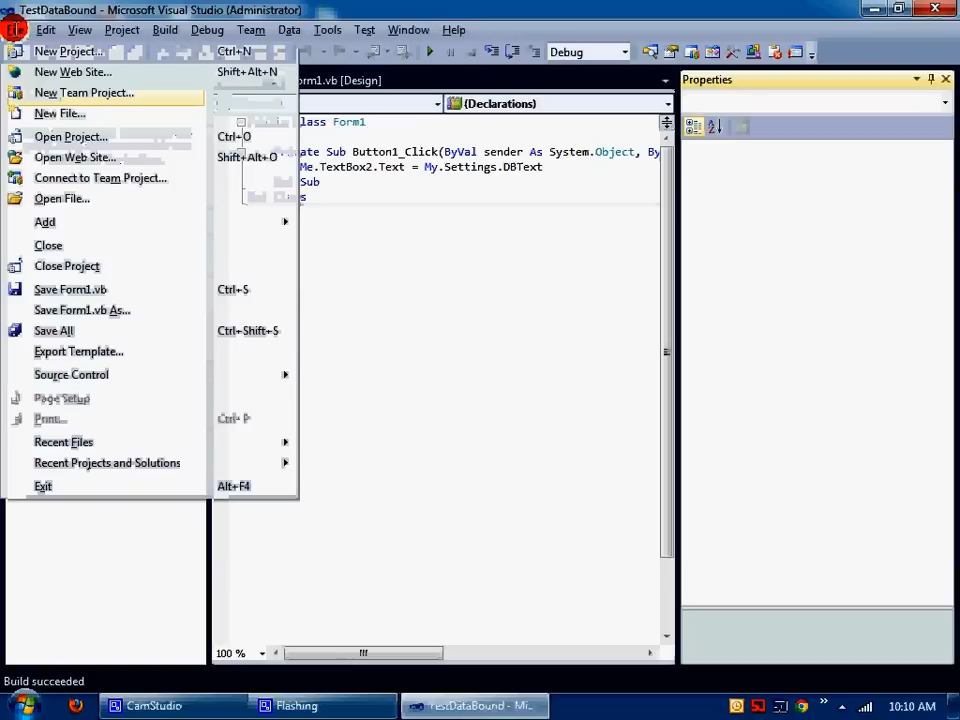 TestDataBound - Microsoft Visual Studio (Administrator)
File Edit View Project Build Debug Team Data Tools Test Window Help
New Project... Ctrl+N
Debug
New Web Site... Shift+Alt+N
orm1.vb [Design]
Properties
New Team Project...
{Declarations}
New File...
lass Form1
Open Project... Ctrl+O
Open Web Site... Shift+Alt+O
ate Sub Button1_Click(ByVal sender As System.Object, By
Me.TextBox2.Text = My.Settings.DBText
Connect to Team Project...
Sub
Open File...
s
Add
Close
Close Project
Save Form1.vb Ctrl+S
Save Form1.vb As...
Save All Ctrl+Shift+S
Export Template...
Source Control
Page Setup
Print... Ctrl+P
Recent Files
Recent Projects and Solutions
Exit Alt+F4
100 %
Build succeeded
CamStudio
Flashing
TestDataBound - Mi...
10:10 AM